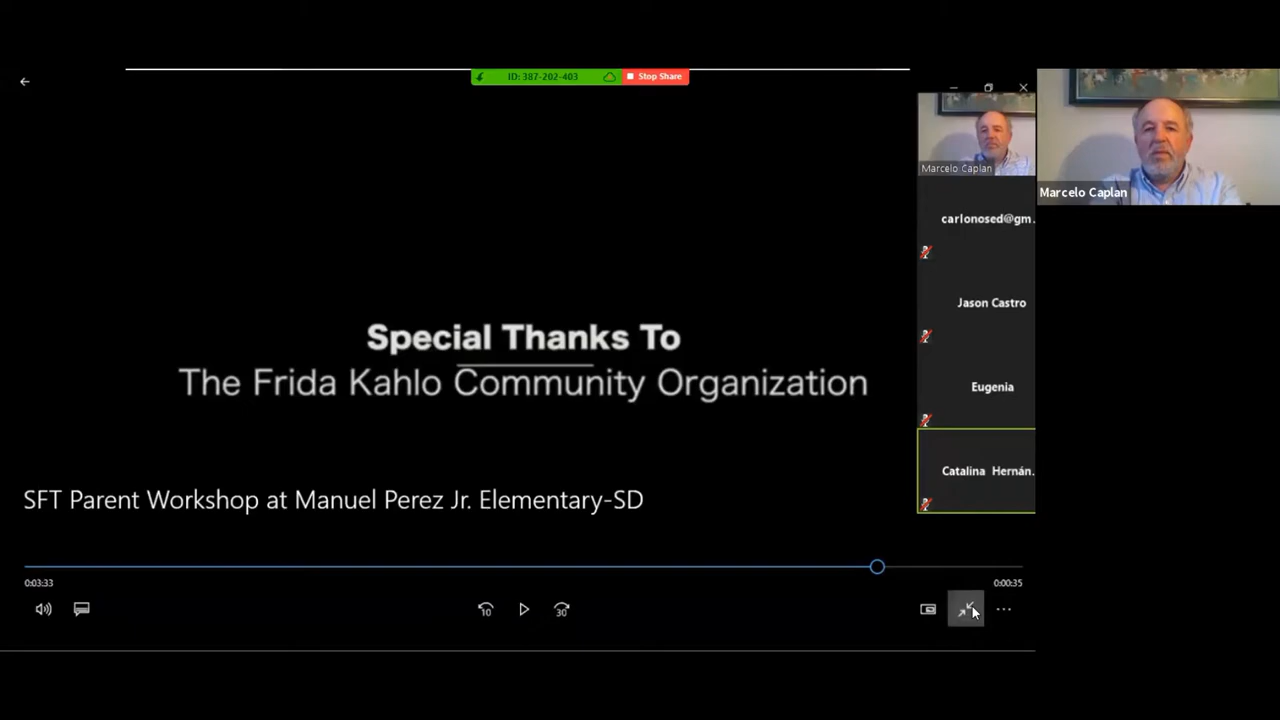 ID: 387-202-403
Stop Share
Marcelo Caplan
Marcelo Caplan
carlonosed@gm.
Jason Castro
Eugenia
Catalina Hernán.
Special Thanks To
The Frida Kahlo Community Organization
SFT Parent Workshop at Manuel Perez Jr. Elementary-SD
0:03:33
0:00:35
10
30